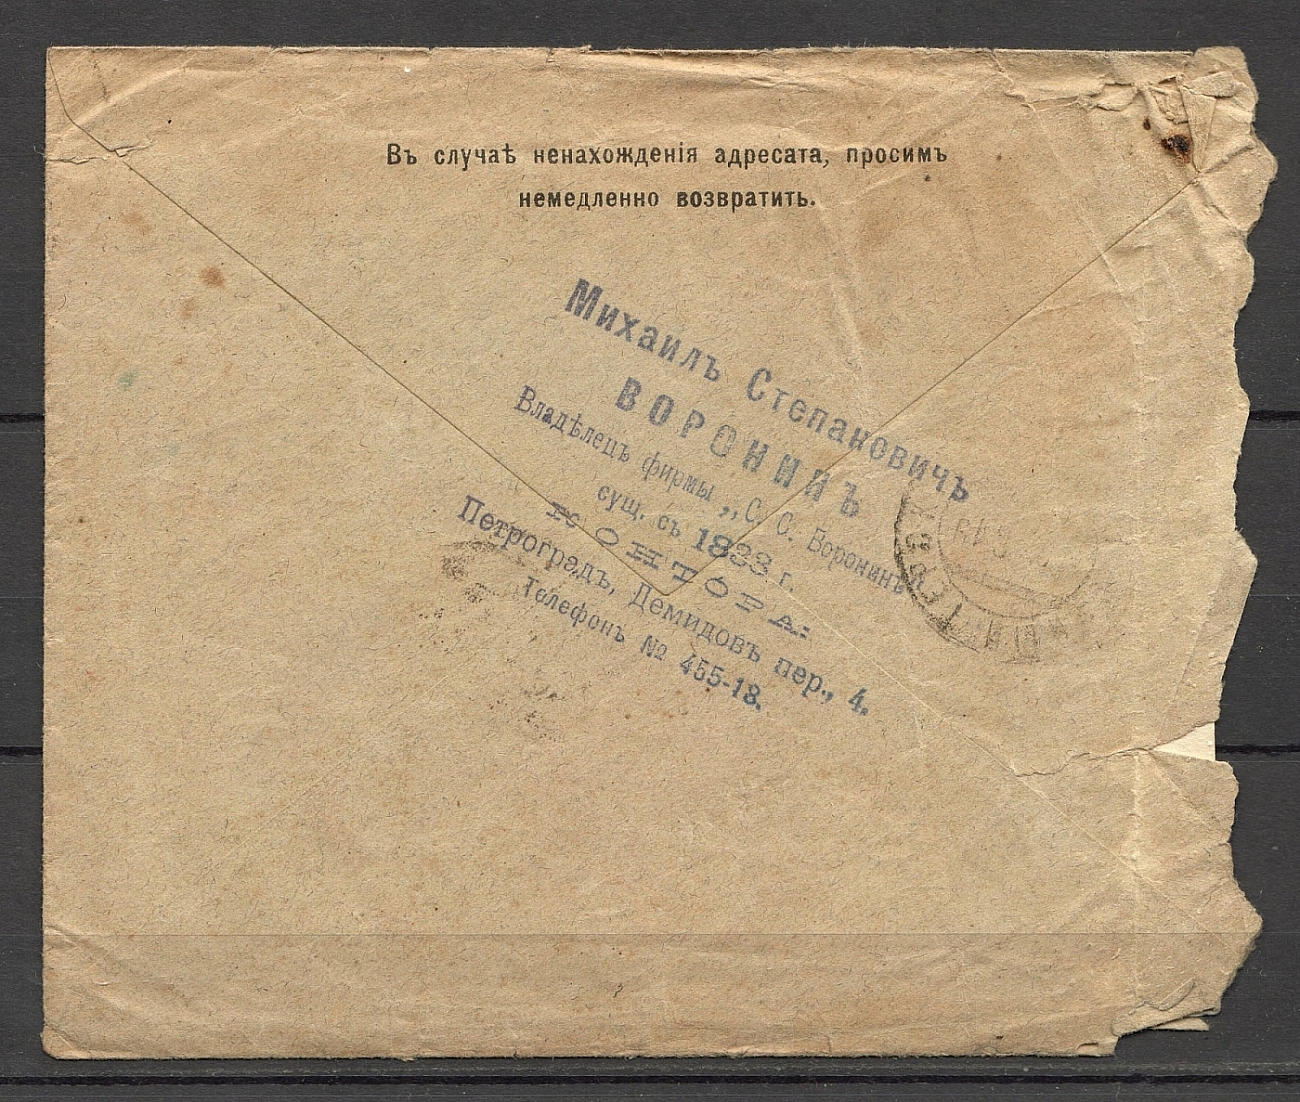 Въ случаѣ ненахожденія адресата, просимъ
немедленно возвратить.
Михаилъ Степановичъ
ВОРОНИНЪ
Владѣлецъ фирмы „С. С. Воронинъ"
сущ. съ 1833 г.
КОНТОРА:
Петроградъ, Демидовъ пер., 4.
Телефонъ № 455-18.